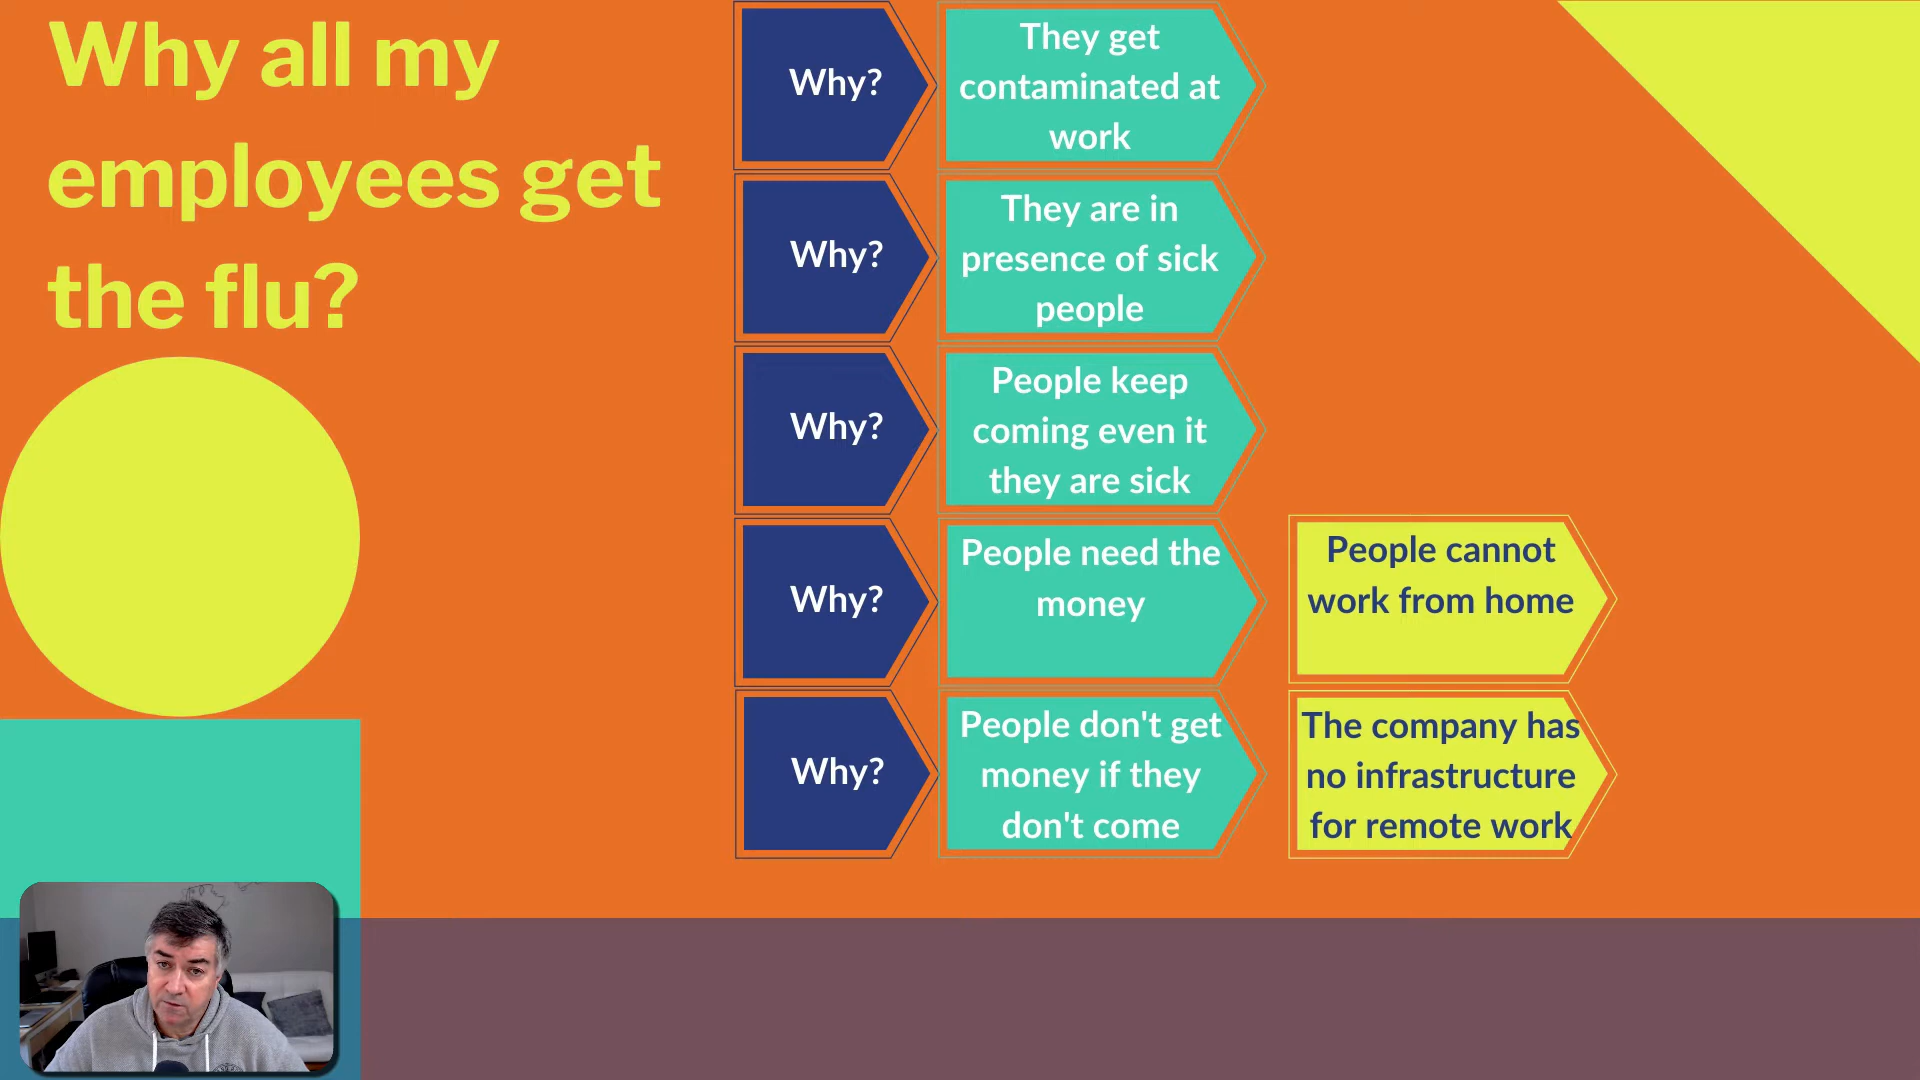 Why all my
employees get
the flu?
Why?
They get
contaminated at
work
Why?
They are in
presence of sick
people
Why?
People keep
coming even it
they are sick
Why?
People need the
money
People cannot
work from home
Why?
People don't get
money if they
don't come
The company has
no infrastructure
for remote work